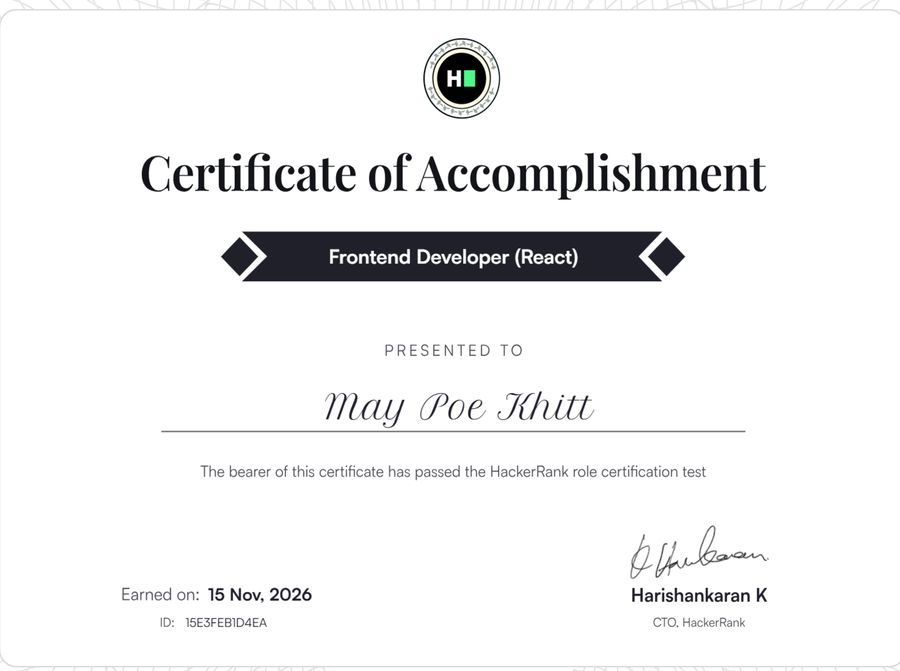 H
Certificate of Accomplishment
Frontend Developer (React)
PRESENTED TO
May Poe Khitt
The bearer of this certificate has passed the HackerRank role certification test
Earned on: 15 Nov, 2026
ID: 15E3FEB1D4EA
Harishankaran K
CTO, HackerRank